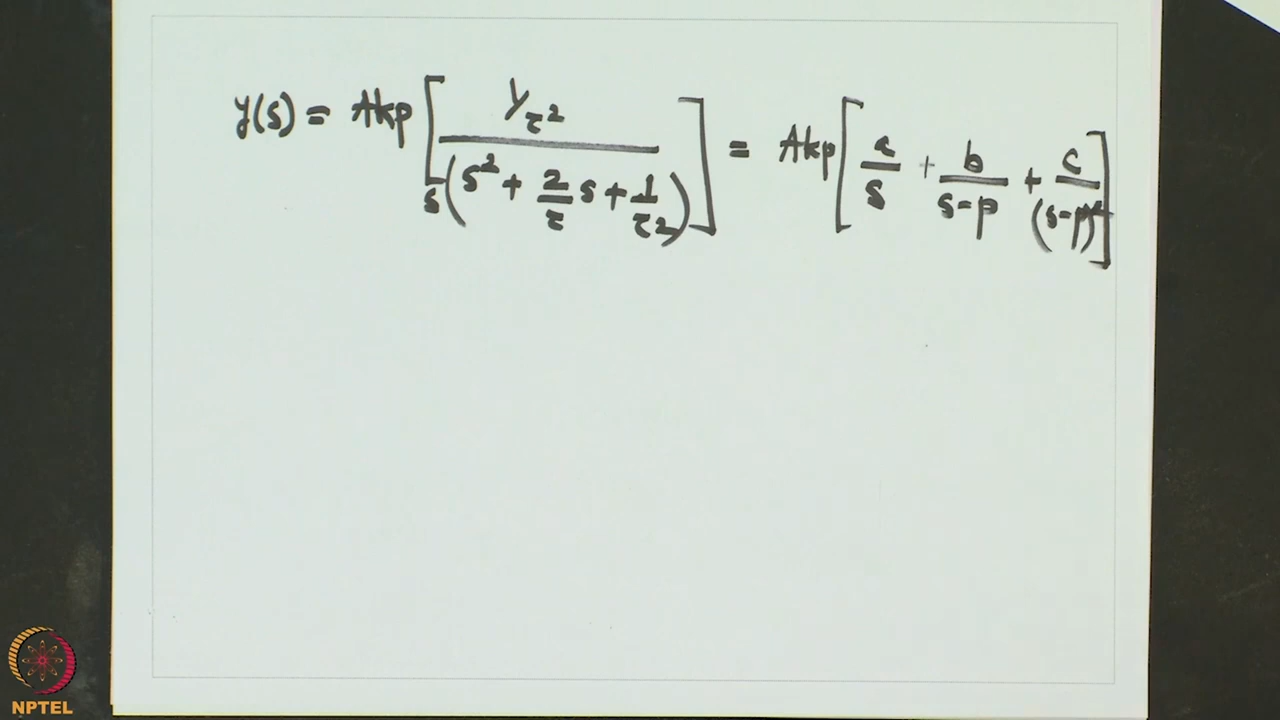 y(s) = Akp [ (1/τ²) / (s(s² + (2/τ)s + 1/τ²)) ] = Akp [ a/s + b/(s-p) + c/(s-p)² ]
NPTEL